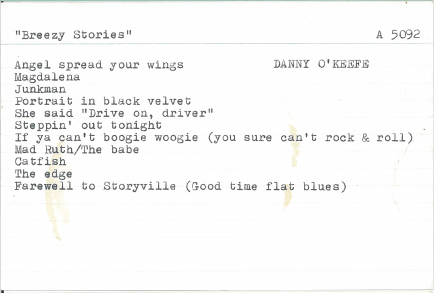 "Breezy Stories" A 5092
Angel spread your wings DANNY O'KEEFE
Magdalena
Junkman
Portrait in black velvet
She said "Drive on, driver"
Steppin' out tonight
If ya can't boogie woogie (you sure can't rock & roll)
Mad Ruth/The babe
Catfish
The edge
Farewell to Storyville (Good time flat blues)